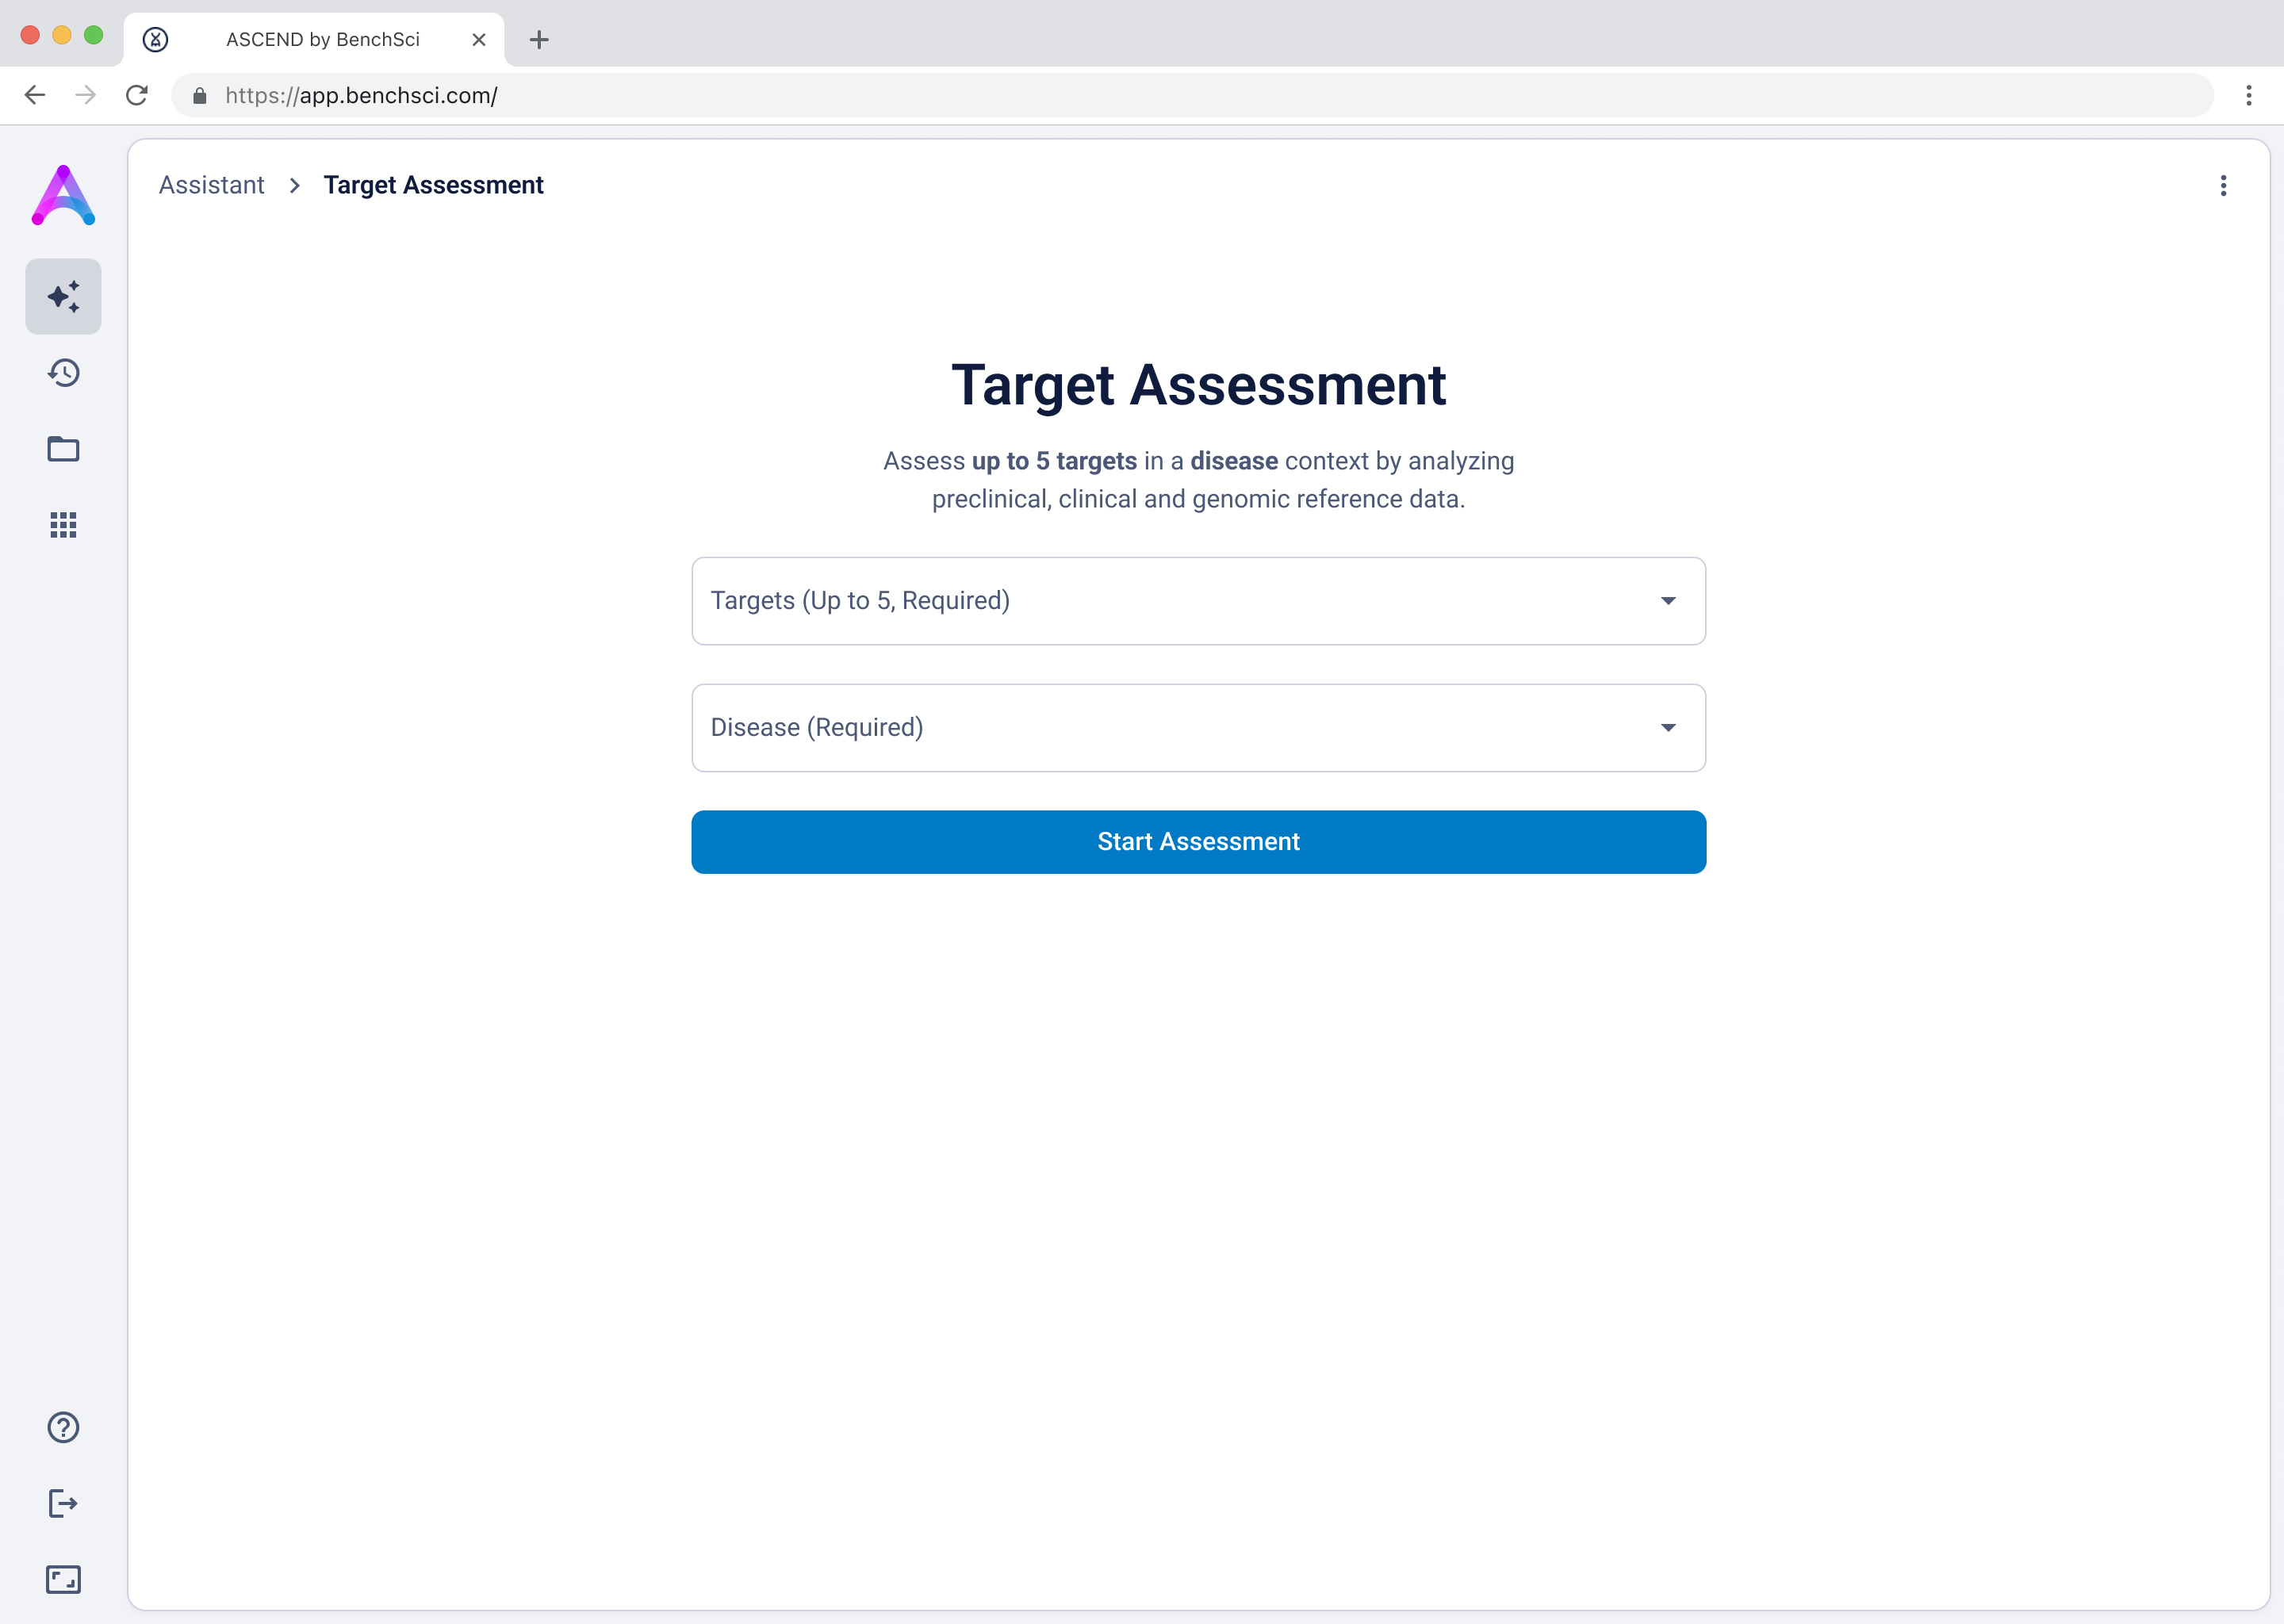 ASCEND by BenchSci
https://app.benchsci.com/
Assistant > Target Assessment
Target Assessment
Assess up to 5 targets in a disease context by analyzing
preclinical, clinical and genomic reference data.
Targets (Up to 5, Required)
Disease (Required)
Start Assessment